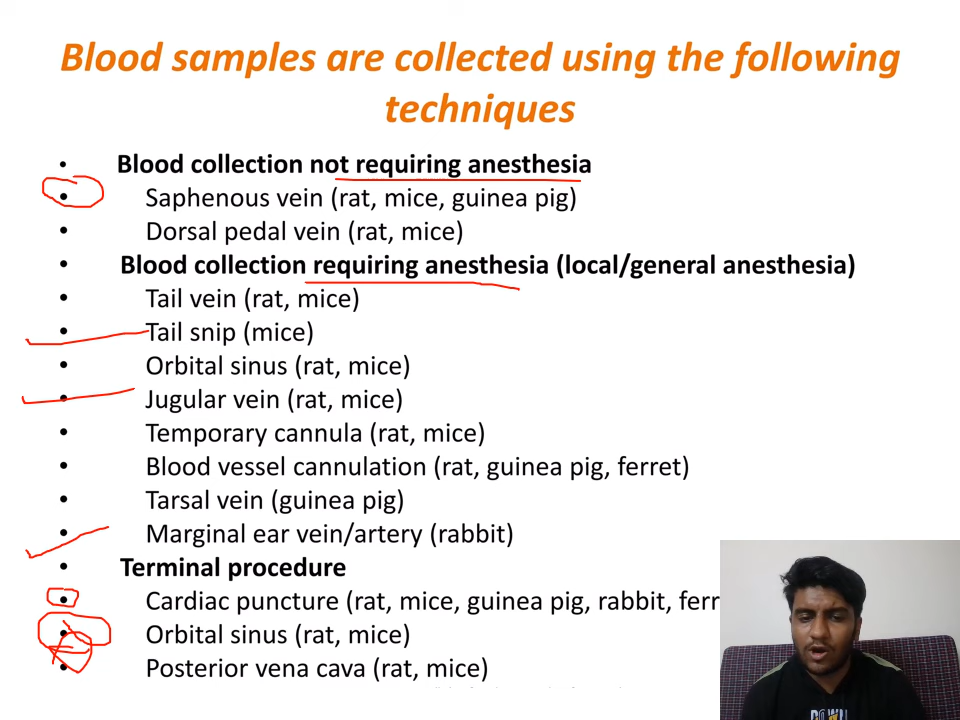 Blood samples are collected using the following
techniques
• Blood collection not requiring anesthesia
• Saphenous vein (rat, mice, guinea pig)
• Dorsal pedal vein (rat, mice)
• Blood collection requiring anesthesia (local/general anesthesia)
• Tail vein (rat, mice)
• Tail snip (mice)
• Orbital sinus (rat, mice)
• Jugular vein (rat, mice)
• Temporary cannula (rat, mice)
• Blood vessel cannulation (rat, guinea pig, ferret)
• Tarsal vein (guinea pig)
• Marginal ear vein/artery (rabbit)
• Terminal procedure
• Cardiac puncture (rat, mice, guinea pig, rabbit, ferr
• Orbital sinus (rat, mice)
• Posterior vena cava (rat, mice)